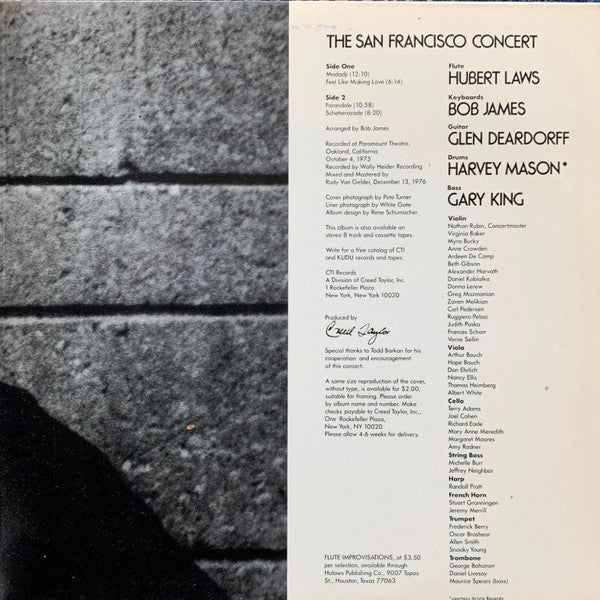 THE SAN FRANCISCO CONCERT
Side One
Modadji (12:10)
Feel Like Making Love (6:14)
Side 2
Farandole (10:58)
Scheherazade (8:20)
Arranged by Bob James
Recorded at Paramount Theatre,
Oakland, California
October 4, 1975
Recorded by Wally Heider Recording
Mixed and Mastered by
Rudy Van Gelder, December 13, 1976
Cover photograph by Pete Turner
Liner photograph by White Gate
Album design by Rene Schumacher
This album is also available on
stereo 8 track and cassette tapes.
Write for a free catalog of CTI
and KUDU records and tapes.
CTI Records
A Division of Creed Taylor, Inc.
1 Rockefeller Plaza
New York, New York 10020
Produced by
Creed Taylor
Special thanks to Todd Barkan for his
cooperation and encouragement
of this concert.
A same size reproduction of the cover,
without type, is available for $2.00,
suitable for framing. Please order
by album name and number. Make
checks payable to Creed Taylor, Inc.,
One Rockefeller Plaza,
New York, NY 10020
Please allow 4-6 weeks for delivery.
FLUTE IMPROVISATIONS, at $3.50
per selection, available through
Hulaws Publishing Co., 9007 Topaz
St., Houston, Texas 77063
Flute
HUBERT LAWS
Keyboards
BOB JAMES
Guitar
GLEN DEARDORFF
Drums
HARVEY MASON*
Bass
GARY KING
Violin
Nathan Rubin, Concertmaster
Virginia Baker
Myra Bucky
Anne Crowden
Ardeen De Camp
Beth Gibson
Alexander Horvath
Daniel Kobialka
Donna Lerew
Greg Mazmanian
Zaven Melikian
Carl Pedersen
Ruggiero Pelosi
Judith Poska
Frances Schorr
Verne Sellin
Viola
Arthur Bauch
Hope Bauch
Dan Ehrlich
Nancy Ellis
Thomas Heimberg
Albert White
Cello
Terry Adams
Joel Cohen
Richard Eade
Mary Anne Meredith
Margaret Moores
Amy Radner
String Bass
Michelle Burr
Jeffrey Neighbor
Harp
Randall Pratt
French Horn
Stuart Gronningen
Jeremy Merrill
Trumpet
Frederick Berry
Oscar Brashear
Allen Smith
Snooky Young
Trombone
George Bohanon
Daniel Livesay
Maurice Spears (bass)
*courtesy Arista Records